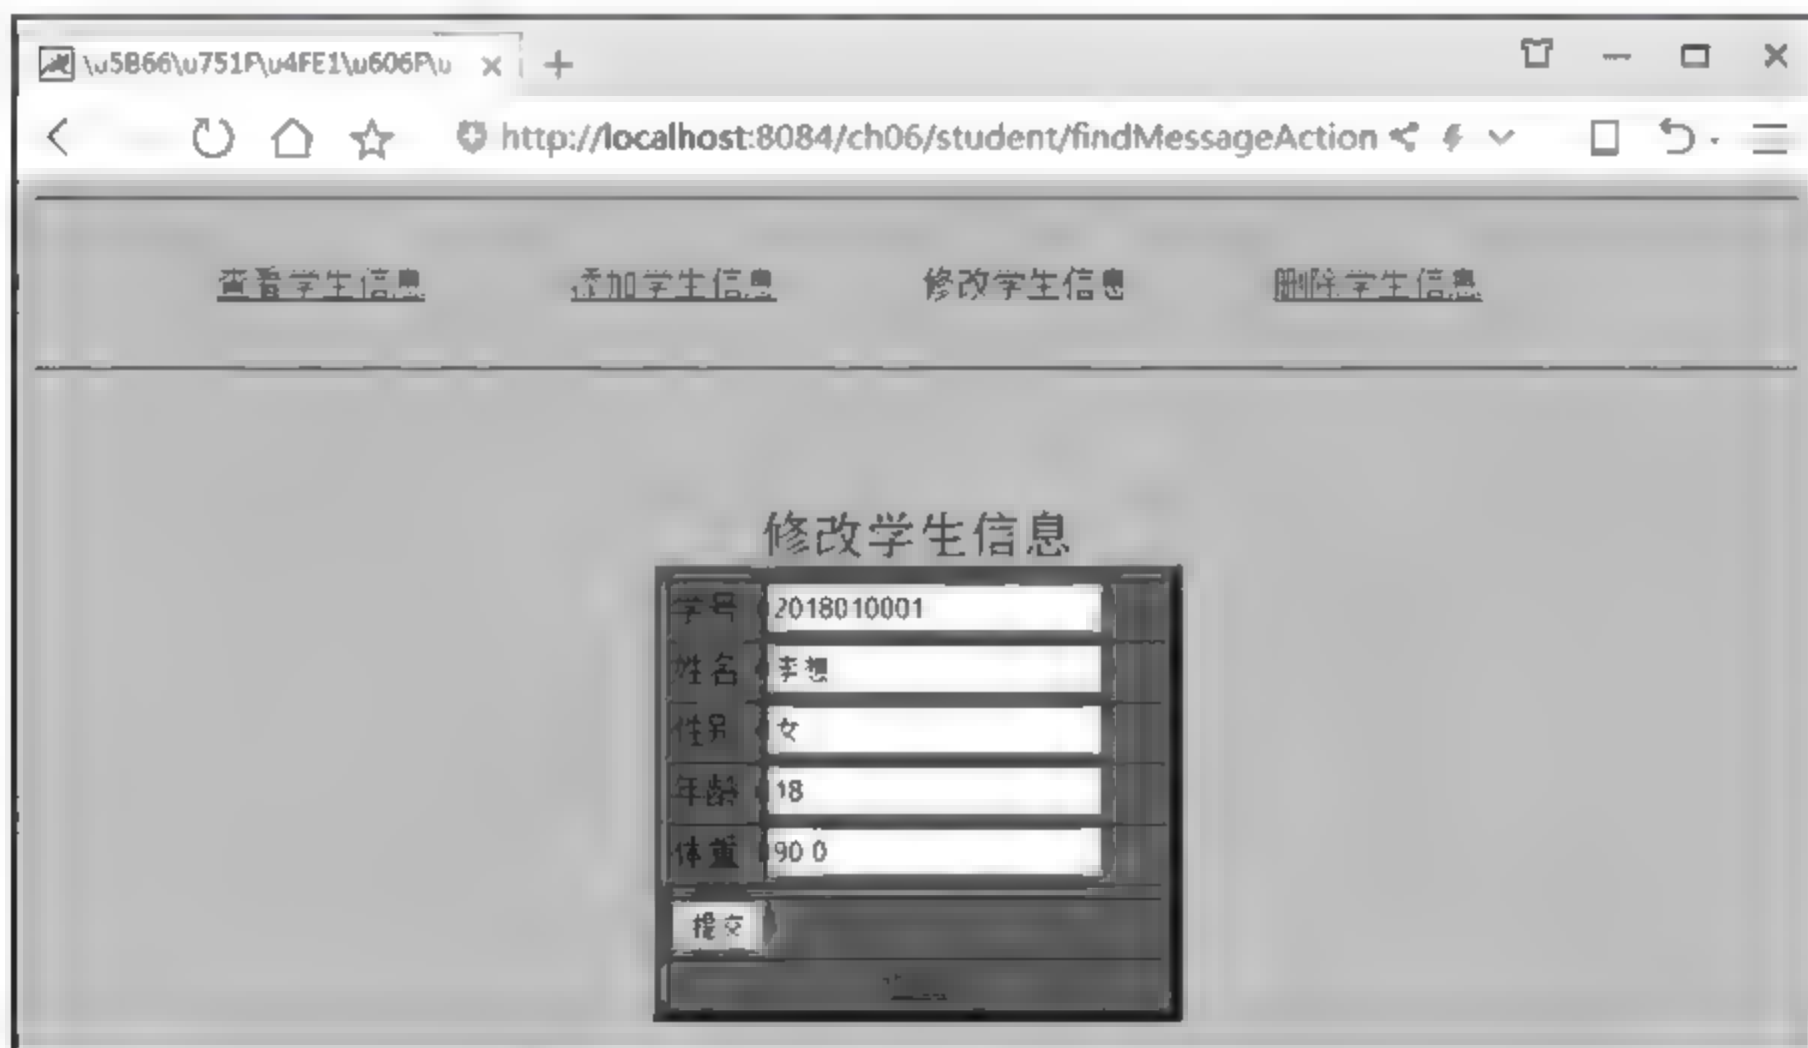 \u5B66\u751F\u4FE1\u606F\u
http://localhost:8084/ch06/student/findMessageAction
查看学生信息 添加学生信息 修改学生信息 删除学生信息
修改学生信息
学号 2018010001
姓名 李想
性别 女
年龄 18
体重 90.0
提交